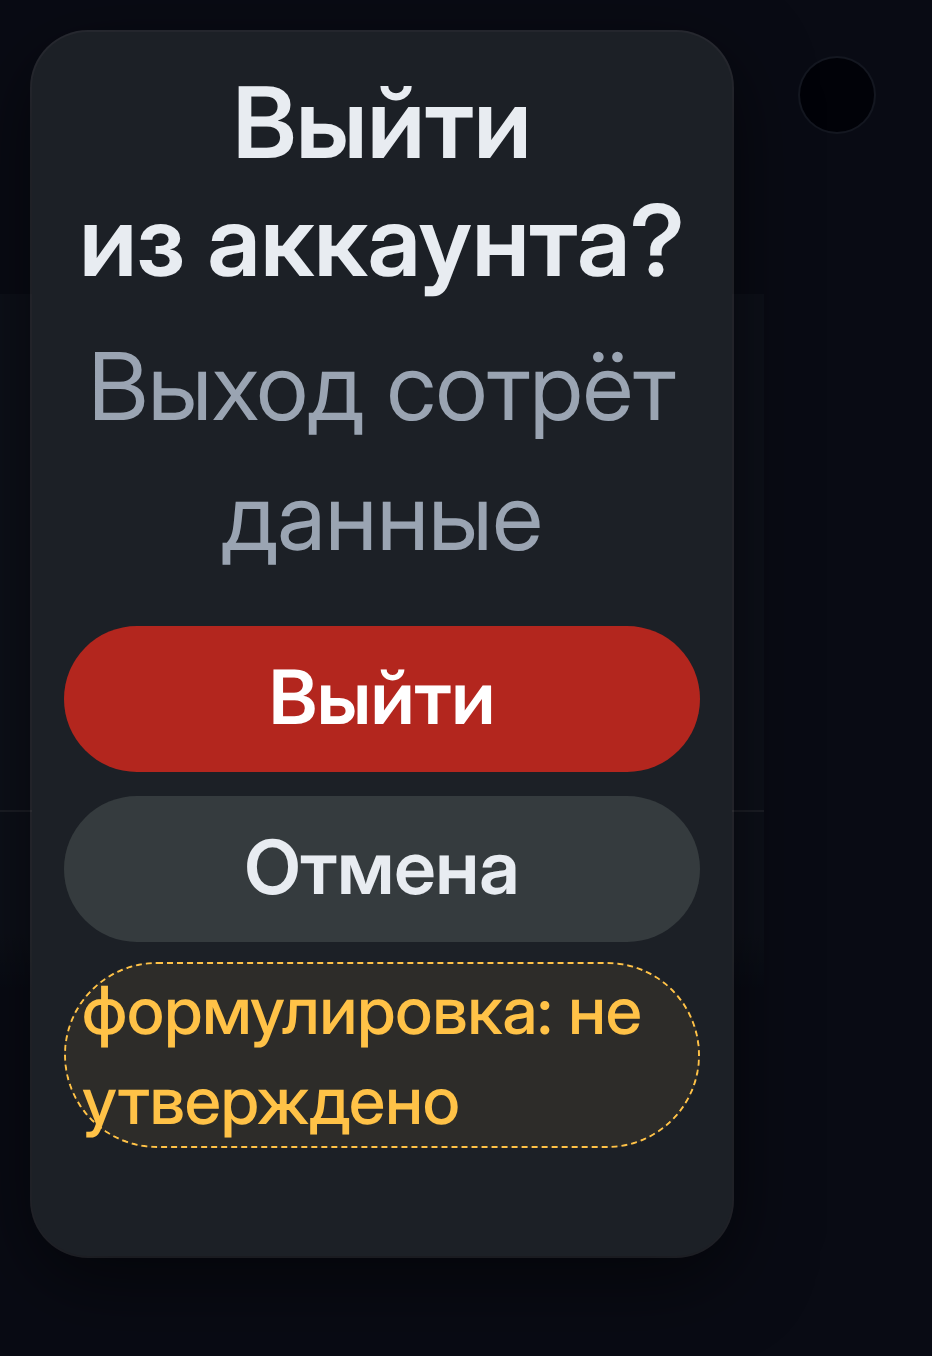 Выйти
из аккаунта?
Выход сотрёт
данные
Выйти
Отмена
формулировка: не
утверждено